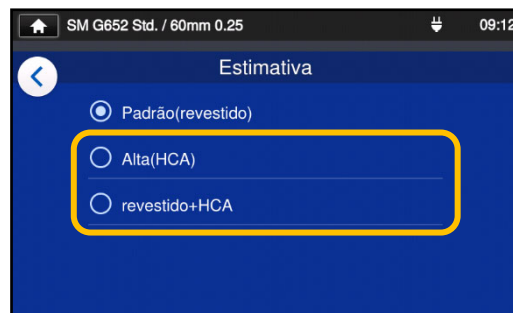 SM G652 Std. / 60mm 0.25 09:12
Estimativa
Padrão(revestido)
Alta(HCA)
revestido+HCA